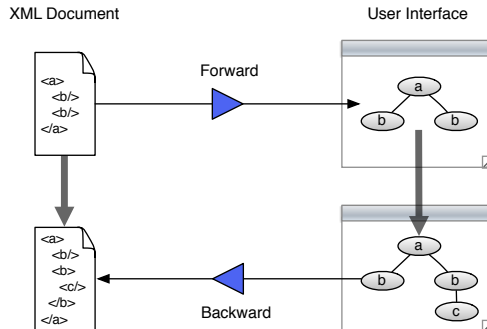 XML Document
User Interface
<a>
<b/>
<b/>
</a>
Forward
a
b b
<a>
<b/>
<b>
<c/>
</b>
</a>
Backward
a
b b
c